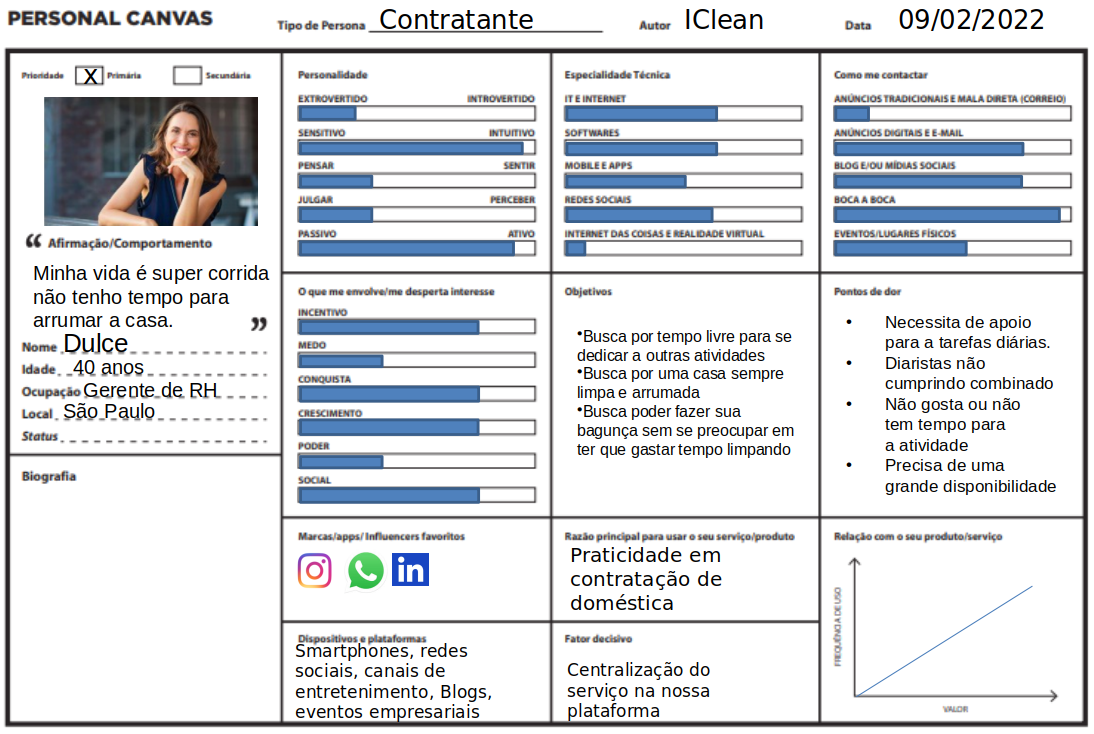 PERSONAL CANVAS
Tipo de Persona Contratante
Autor IClean
Data 09/02/2022
Prioridade X Primária Secundária
“ Afirmação/Comportamento
Minha vida é super corrida
não tenho tempo para
arrumar a casa.
”
Nome Dulce
Idade 40 anos
Ocupação Gerente de RH
Local São Paulo
Status
Biografia
Personalidade
EXTROVERTIDO INTROVERTIDO
SENSITIVO INTUITIVO
PENSAR SENTIR
JULGAR PERCEBER
PASSIVO ATIVO
Especialidade Técnica
IT E INTERNET
SOFTWARES
MOBILE E APPS
REDES SOCIAIS
INTERNET DAS COISAS E REALIDADE VIRTUAL
Como me contactar
ANÚNCIOS TRADICIONAIS E MALA DIRETA (CORREIO)
ANÚNCIOS DIGITAIS E E-MAIL
BLOG E/OU MÍDIAS SOCIAIS
BOCA A BOCA
EVENTOS/LUGARES FÍSICOS
O que me envolve/me desperta interesse
INCENTIVO
MEDO
CONQUISTA
CRESCIMENTO
PODER
SOCIAL
Objetivos
•Busca por tempo livre para se
dedicar a outras atividades
•Busca por uma casa sempre
limpa e arrumada
•Busca poder fazer sua
bagunça sem se preocupar em
ter que gastar tempo limpando
Pontos de dor
• Necessita de apoio
para a tarefas diárias.
• Diaristas não
cumprindo combinado
• Não gosta ou não
tem tempo para
a atividade
• Precisa de uma
grande disponibilidade
Marcas/apps/ Influencers favoritos
in
Razão principal para usar o seu serviço/produto
Praticidade em
contratação de
doméstica
Relação com o seu produto/serviço
FREQUÊNCIA DE USO
VALOR
Dispositivos e plataformas
Smartphones, redes
sociais, canais de
entretenimento, Blogs,
eventos empresariais
Fator decisivo
Centralização do
serviço na nossa
plataforma